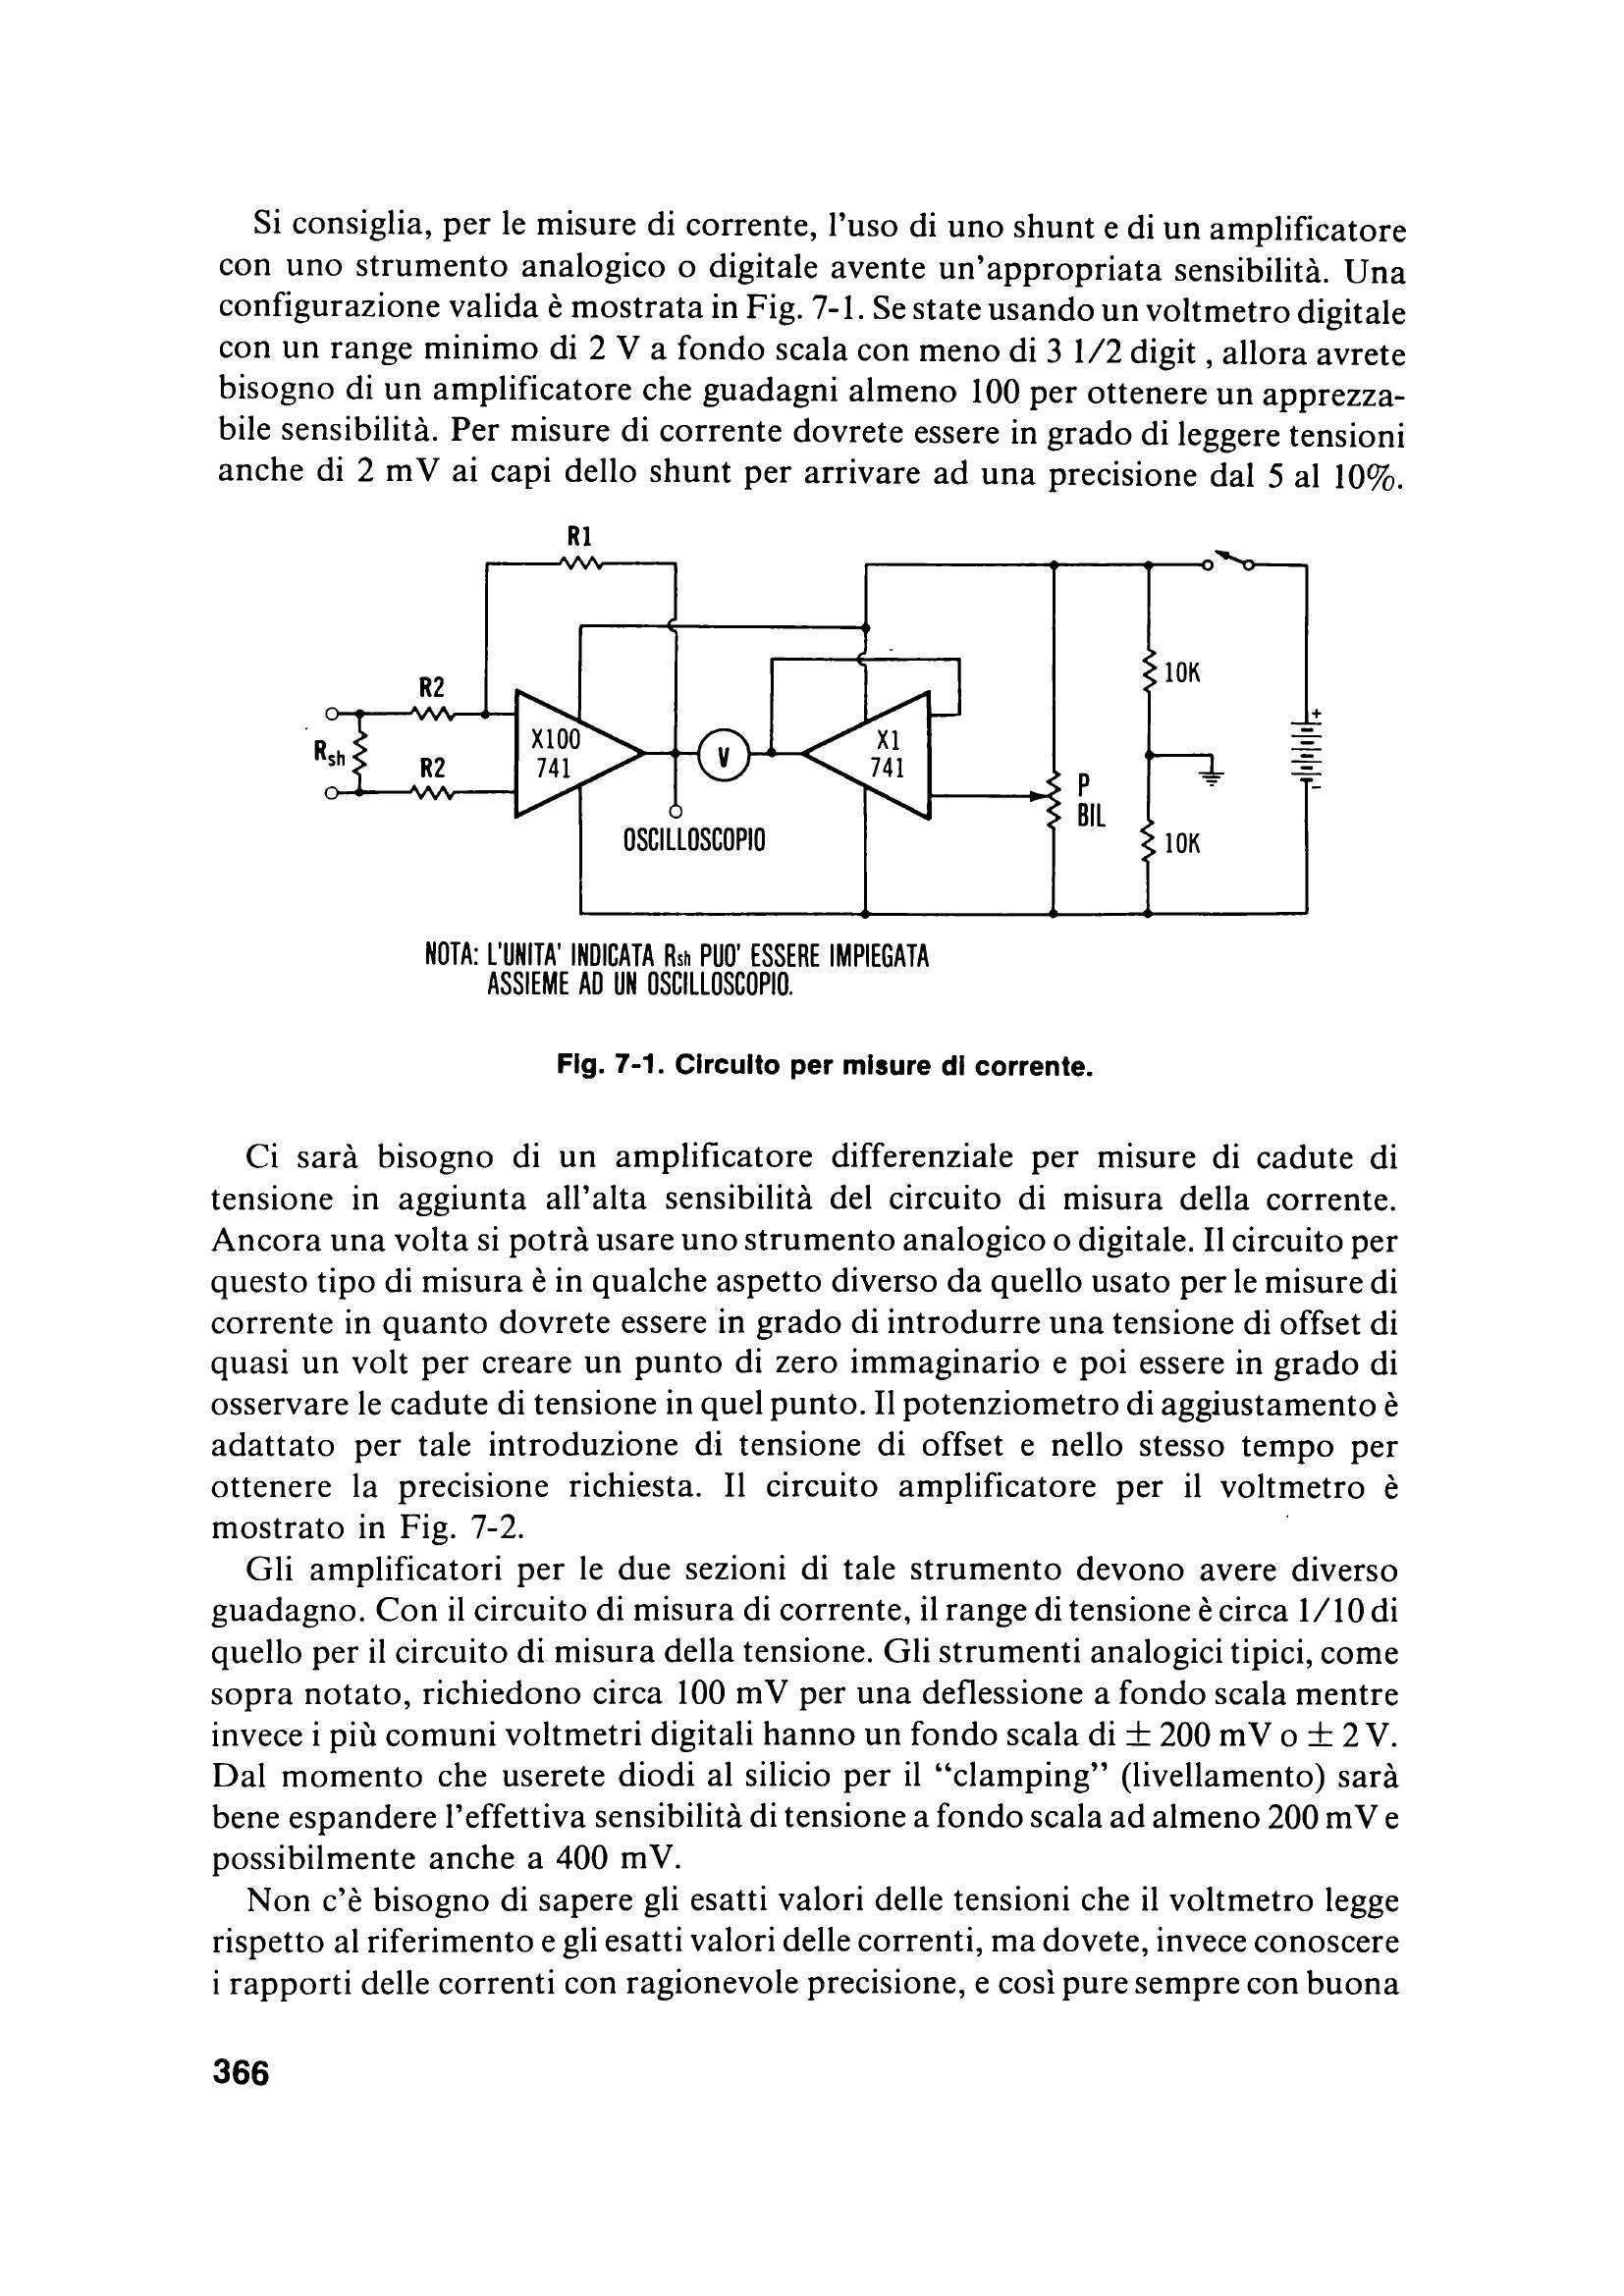 Si consiglia, per le misure di corrente, l’uso di uno shunt e di un amplificatore
con uno strumento analogico o digitale avente un’appropriata sensibilità. Una
configurazione valida è mostrata in Fig. 7-1. Se state usando un voltmetro digitale
con un range minimo di 2 V a fondo scala con meno di 3 1/2 digit , allora avrete
bisogno di un amplificatore che guadagni almeno 100 per ottenere un apprezza-
bile sensibilità. Per misure di corrente dovrete essere in grado di leggere tensioni
anche di 2 mV ai capi dello shunt per arrivare ad una precisione dal 5 al 10%.
R1
R2
10K
X100
741
V
X1
741
Rsh
R2
P
BIL
+
-
OSCILLOSCOPIO
10K
NOTA: L'UNITA' INDICATA Rsh PUO' ESSERE IMPIEGATA
ASSIEME AD UN OSCILLOSCOPIO.
Fig. 7-1. Circuito per misure di corrente.
Ci sarà bisogno di un amplificatore differenziale per misure di cadute di
tensione in aggiunta all’alta sensibilità del circuito di misura della corrente.
Ancora una volta si potrà usare uno strumento analogico o digitale. Il circuito per
questo tipo di misura è in qualche aspetto diverso da quello usato per le misure di
corrente in quanto dovrete essere in grado di introdurre una tensione di offset di
quasi un volt per creare un punto di zero immaginario e poi essere in grado di
osservare le cadute di tensione in quel punto. Il potenziometro di aggiustamento è
adattato per tale introduzione di tensione di offset e nello stesso tempo per
ottenere la precisione richiesta. Il circuito amplificatore per il voltmetro è
mostrato in Fig. 7-2.
Gli amplificatori per le due sezioni di tale strumento devono avere diverso
guadagno. Con il circuito di misura di corrente, il range di tensione è circa 1/10 di
quello per il circuito di misura della tensione. Gli strumenti analogici tipici, come
sopra notato, richiedono circa 100 mV per una deflessione a fondo scala mentre
invece i più comuni voltmetri digitali hanno un fondo scala di ± 200 mV o ± 2 V.
Dal momento che userete diodi al silicio per il “clamping” (livellamento) sarà
bene espandere l’effettiva sensibilità di tensione a fondo scala ad almeno 200 mV e
possibilmente anche a 400 mV.
Non c’è bisogno di sapere gli esatti valori delle tensioni che il voltmetro legge
rispetto al riferimento e gli esatti valori delle correnti, ma dovete, invece conoscere
i rapporti delle correnti con ragionevole precisione, e così pure sempre con buona
366